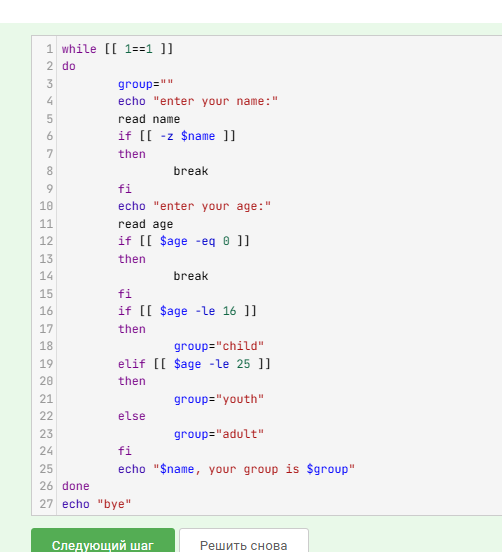 1 while [[ 1==1 ]]
2 do
3 group=""
4 echo "enter your name:"
5 read name
6 if [[ -z $name ]]
7 then
8 break
9 fi
10 echo "enter your age:"
11 read age
12 if [[ $age -eq 0 ]]
13 then
14 break
15 fi
16 if [[ $age -le 16 ]]
17 then
18 group="child"
19 elif [[ $age -le 25 ]]
20 then
21 group="youth"
22 else
23 group="adult"
24 fi
25 echo "$name, your group is $group"
26 done
27 echo "bye"
Следующий шаг Решить снова